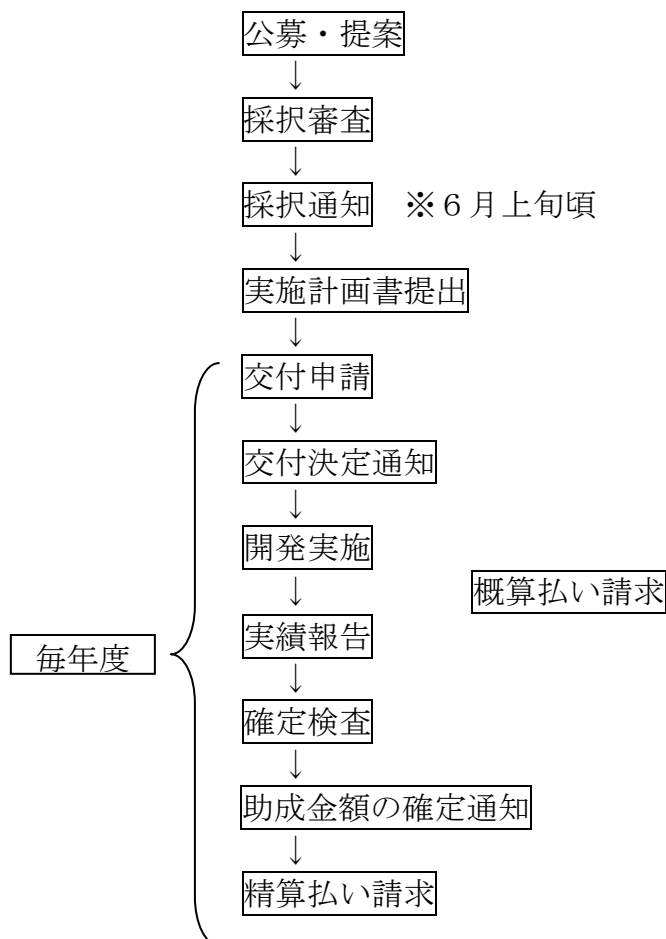 公募・提案
↓
採択審査
↓
採択通知　※６月上旬頃
↓
実施計画書提出
↓
交付申請
↓
交付決定通知
↓
開発実施
↓
概算払い請求
実績報告
毎年度
↓
確定検査
↓
助成金額の確定通知
↓
精算払い請求